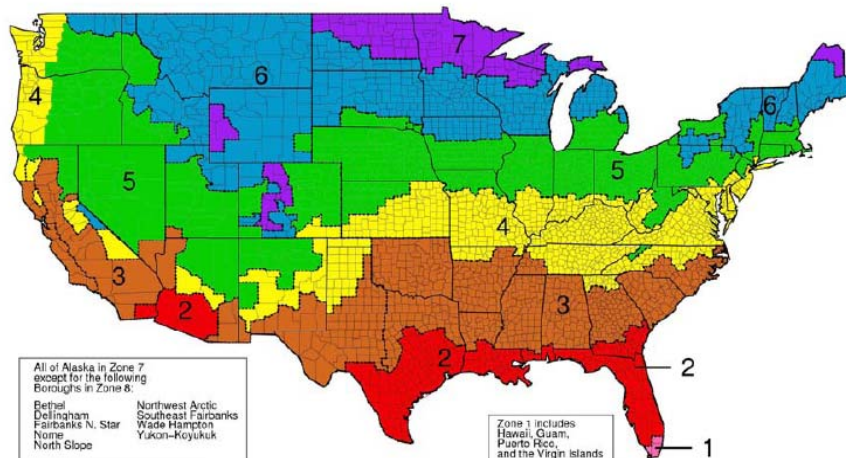 7
6
4
6
5
5
4
3
3
2
2
2
1
All of Alaska in Zone 7
except for the following
Boroughs in Zone 8:
Bethel Northwest Arctic
Dellingham Southeast Fairbanks
Fairbanks N. Star Wade Hampton
Nome Yukon-Koyukuk
North Slope
Zone 1 includes
Hawaii, Guam,
Puerto Rico,
and the Virgin Islands